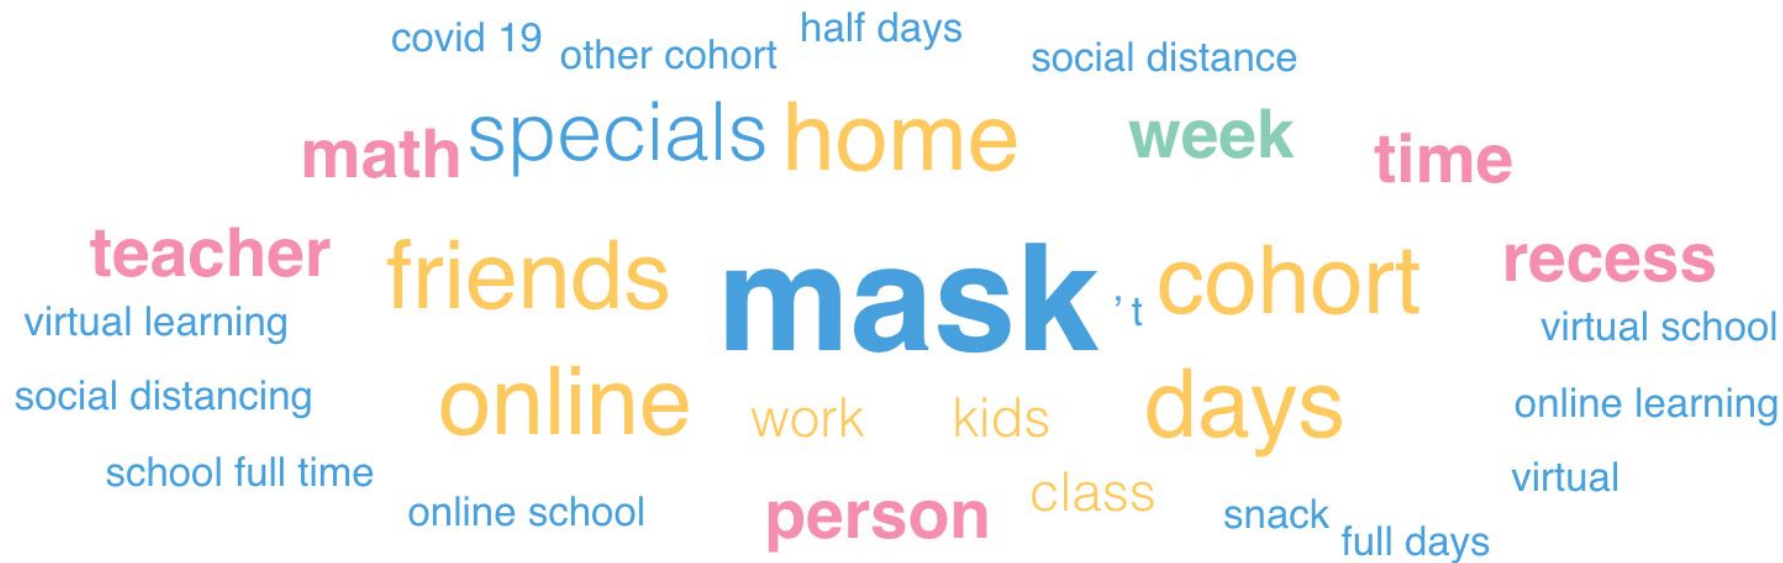 covid 19 other cohort half days social distance
math specials home week time
teacher friends mask 't cohort recess
virtual learning virtual school
social distancing online work kids days online learning
school full time class virtual
online school person snack full days